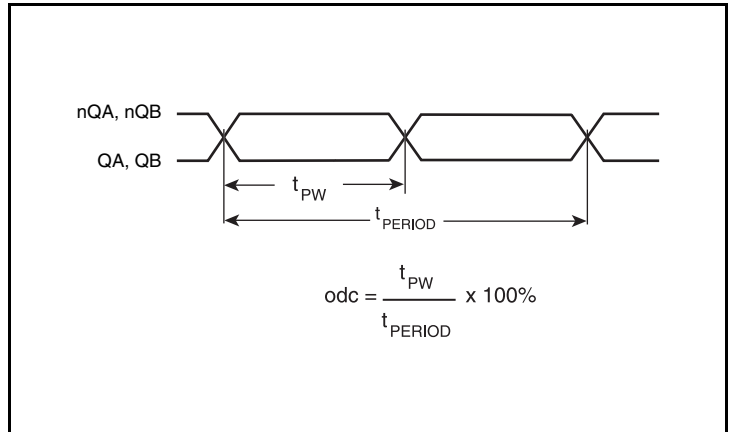 nQA, nQB
QA, QB
tPW
tPERIOD
odc = tPW / tPERIOD x 100%